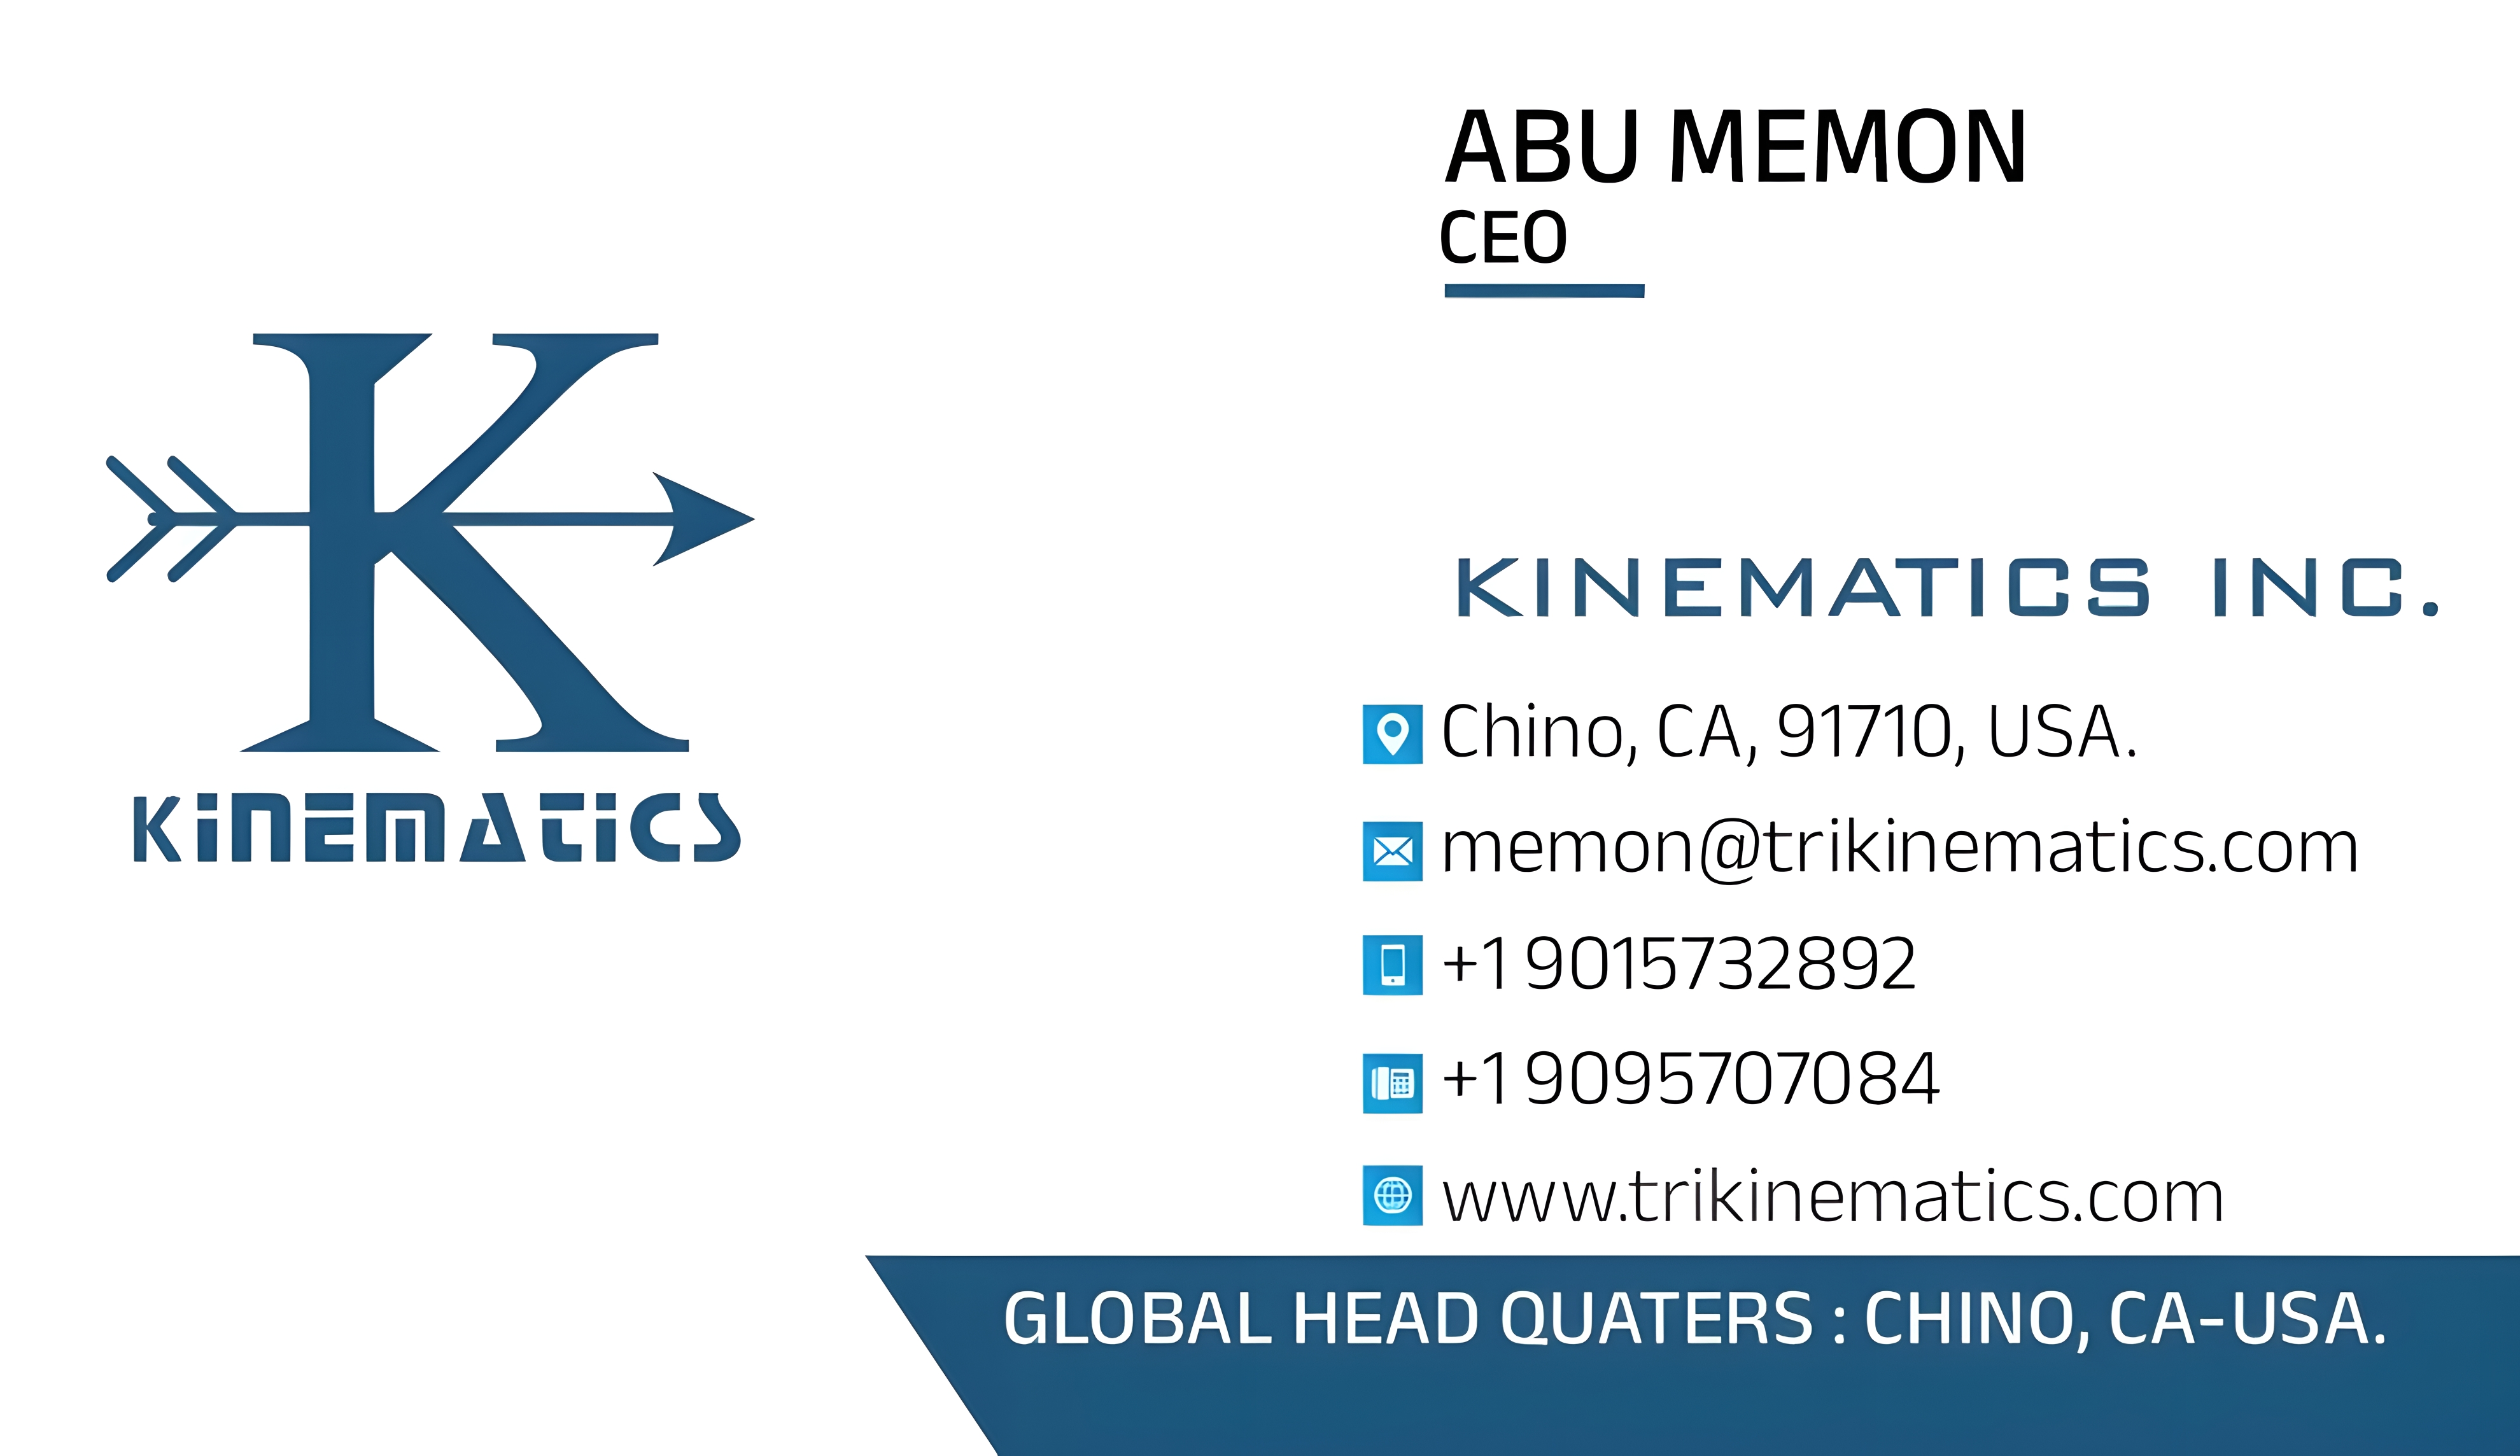 ABU MEMON
CEO
K
KiNEMAtiCS
KINEMATICS INC.
Chino, CA, 91710, USA.
memon@trikinematics.com
+1 9015732892
+1 9095707084
www.trikinematics.com
GLOBAL HEAD QUATERS : CHINO, CA-USA.